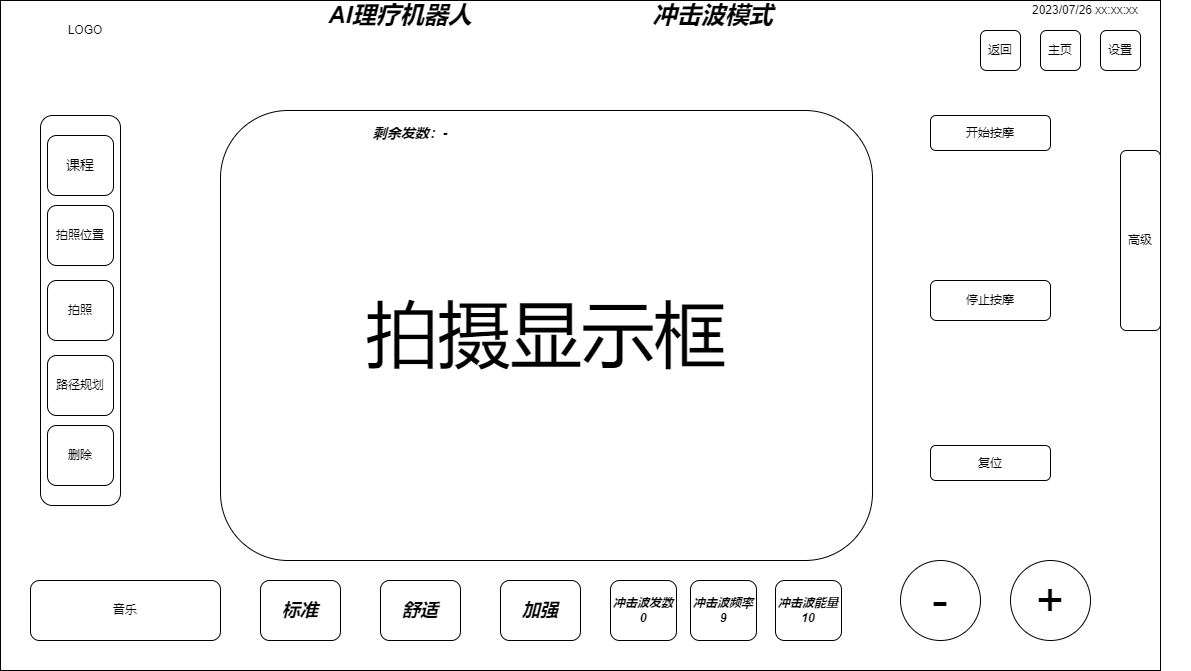 AI理疗机器人
冲击波模式
2023/07/26 xx:xx:xx
LOGO
返回
主页
设置
课程
拍照位置
拍照
路径规划
删除
剩余发数：-
拍摄显示框
开始按摩
停止按摩
复位
高级
音乐
标准
舒适
加强
冲击波发数
0
冲击波频率
9
冲击波能量
10
-
+